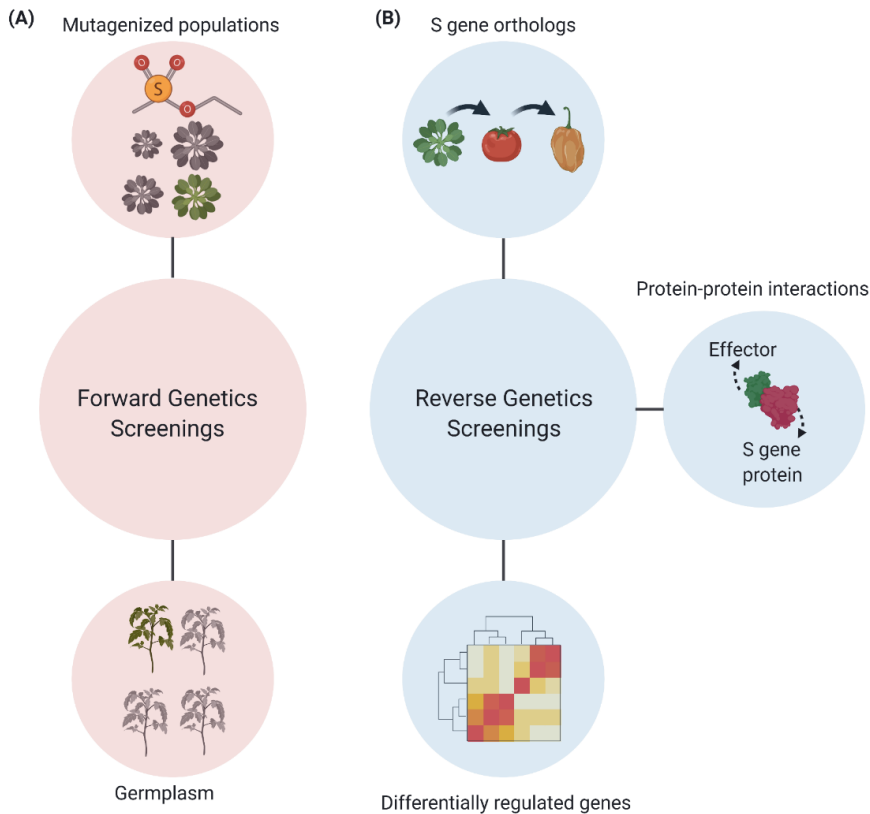 (A)
Mutagenized populations
O
O
S
O
Forward Genetics
Screenings
Germplasm
(B)
S gene orthologs
Reverse Genetics
Screenings
Protein-protein interactions
Effector
S gene
protein
Differentially regulated genes